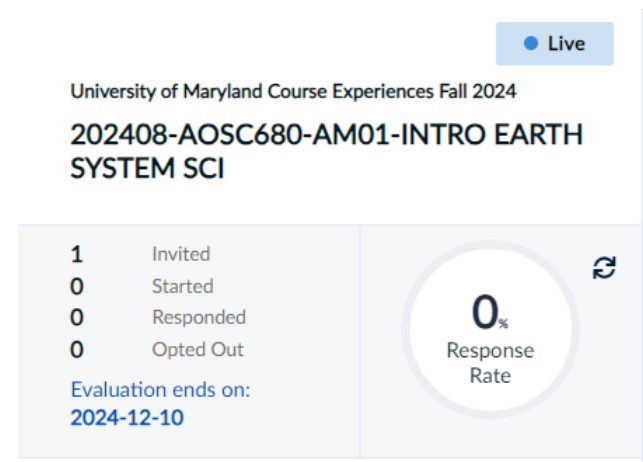 Live
University of Maryland Course Experiences Fall 2024
202408-AOSC680-AM01-INTRO EARTH
SYSTEM SCI
1 Invited
0 Started
0 Responded
0 Opted Out
Evaluation ends on:
2024-12-10
0%
Response
Rate